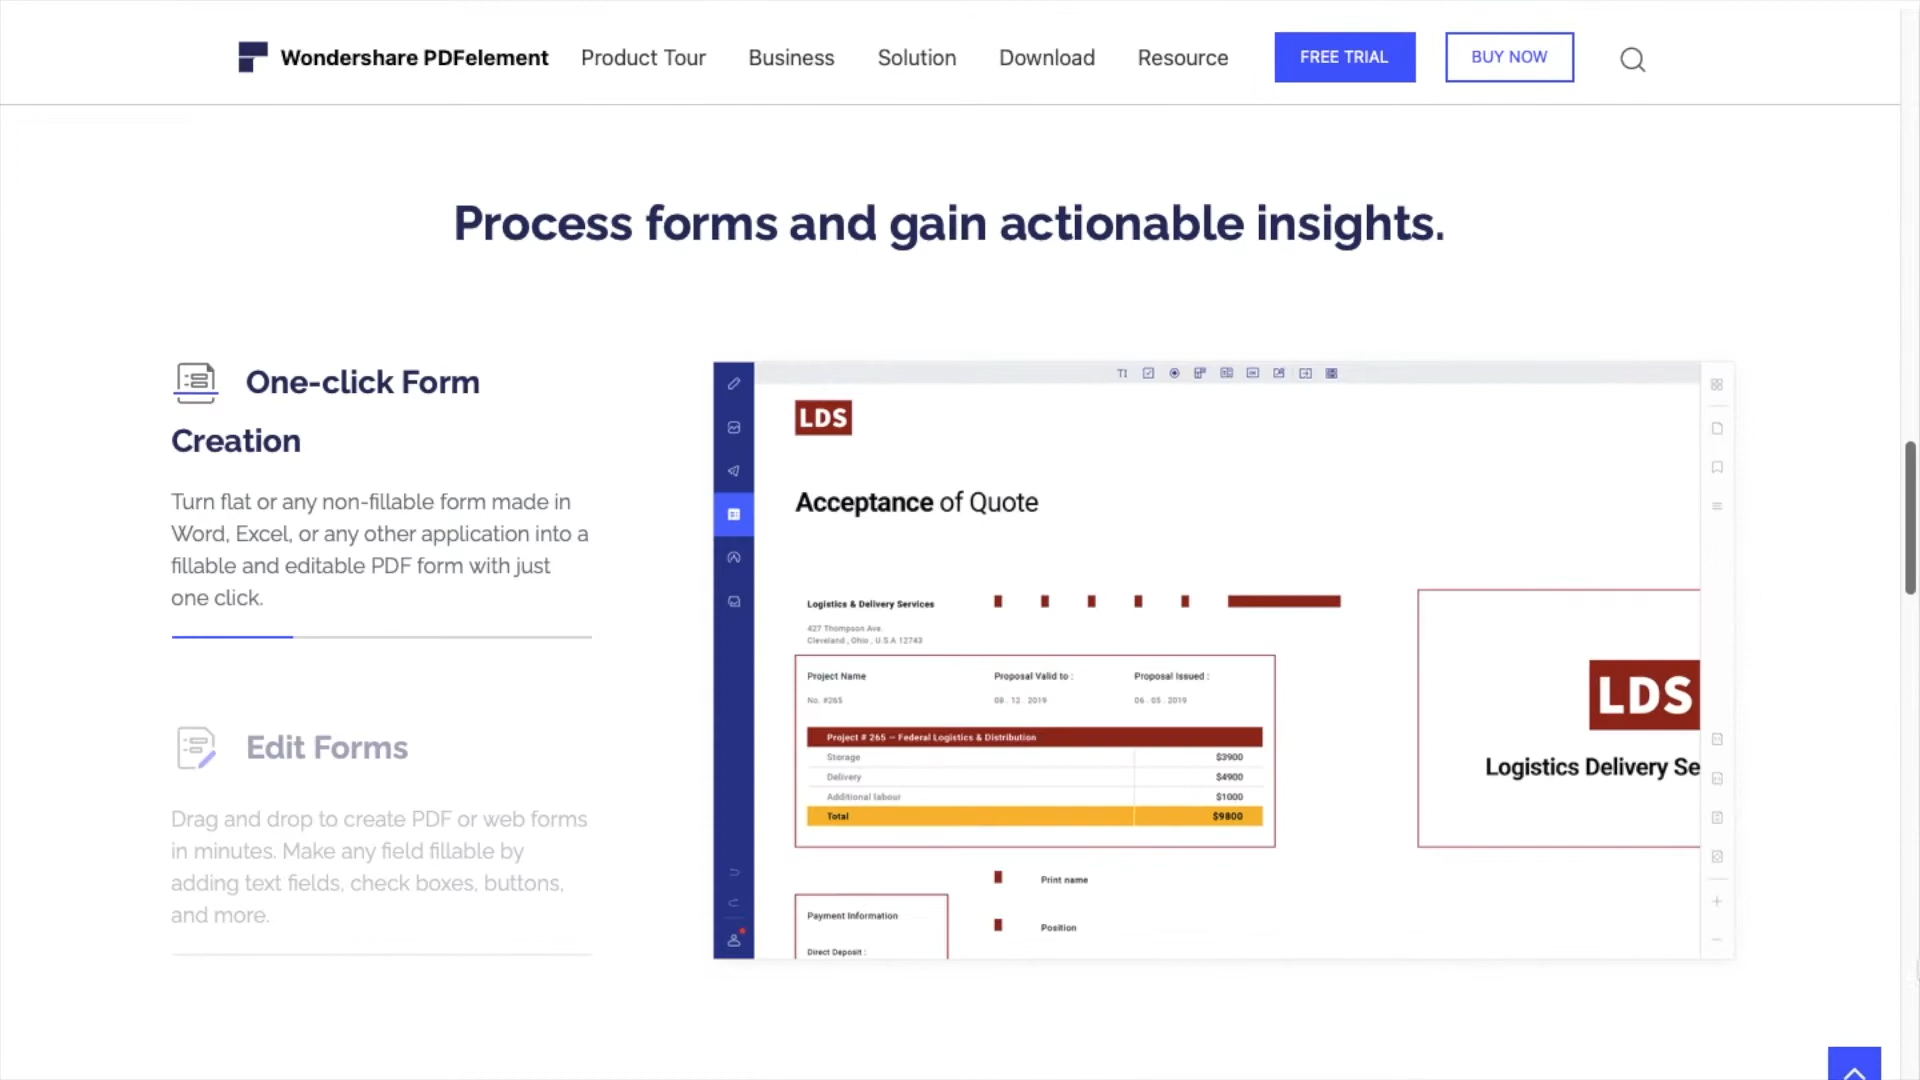 Wondershare PDFelement Product Tour Business Solution Download Resource FREE TRIAL BUY NOW
Process forms and gain actionable insights.
One-click Form
Creation
Turn flat or any non-fillable form made in
Word, Excel, or any other application into a
fillable and editable PDF form with just
one click.
Edit Forms
Drag and drop to create PDF or web forms
in minutes. Make any field fillable by
adding text fields, check boxes, buttons,
and more.
TI
LDS
Acceptance of Quote
Logistics & Delivery Services
427 Thompson Ave.
Cleveland , Ohio , U.S.A 12743
Project Name Proposal Valid to : Proposal Issued :
No. #265 08 . 12 . 2019 06 . 05 . 2019
Project # 265 – Federal Logistics & Distribution
Storage $3900
Delivery $4900
Additional labour $1000
Total $9800
LDS
Logistics Delivery Se
Print name
Payment Information
Position
Direct Deposit :